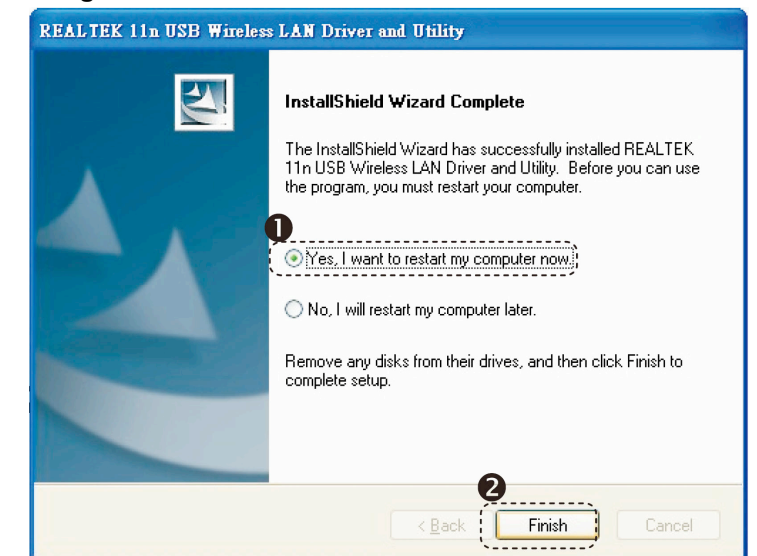 REALTEK 11n USB Wireless LAN Driver and Utility
InstallShield Wizard Complete
The InstallShield Wizard has successfully installed REALTEK
11n USB Wireless LAN Driver and Utility.  Before you can use
the program, you must restart your computer.
❶
Yes, I want to restart my computer now.
No, I will restart my computer later.
Remove any disks from their drives, and then click Finish to
complete setup.
❷
< Back Finish Cancel